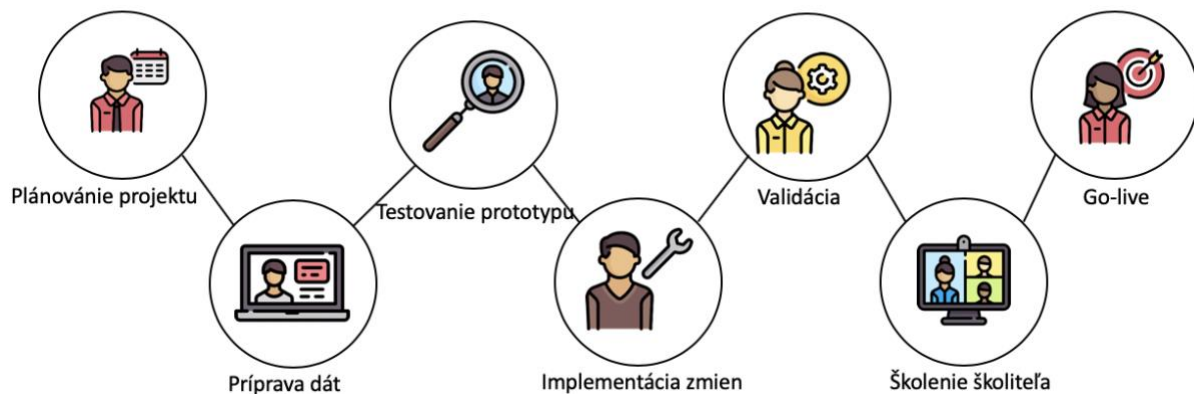 Plánovánie projektu
Príprava dát
Testovanie prototypu
Implementácia zmien
Validácia
Školenie školiteľa
Go-live